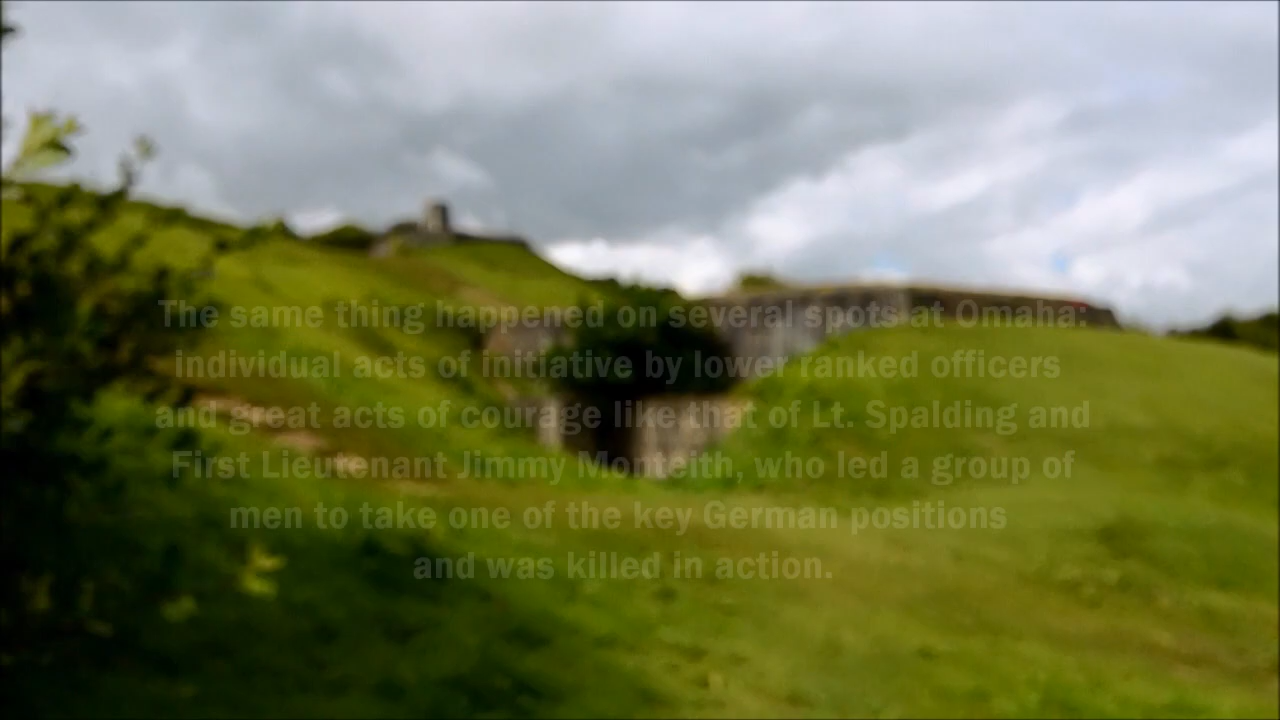 The same thing happened on several spots at Omaha.
Individual acts of initiative by lower ranked officers
and great acts of courage like that of Lt. Spalding and
First Lieutenant Jimmy Monteith, who led a group of
men to take one of the key German positions
and was killed in action.